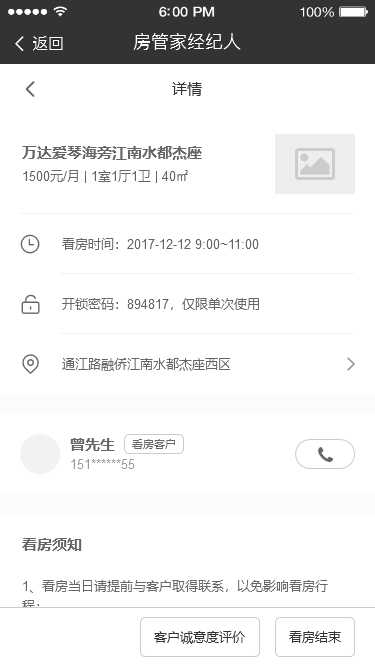 6:00 PM
100%
返回
房管家经纪人
详情
万达爱琴海旁江南水都杰座
1500元/月 | 1室1厅1卫 | 40㎡
看房时间：2017-12-12 9:00~11:00
开锁密码：894817，仅限单次使用
通江路融侨江南水都杰座西区
曾先生
看房客户
151******55
看房须知
1、看房当日请提前与客户取得联系，以免影响看房行
程；
客户诚意度评价
看房结束